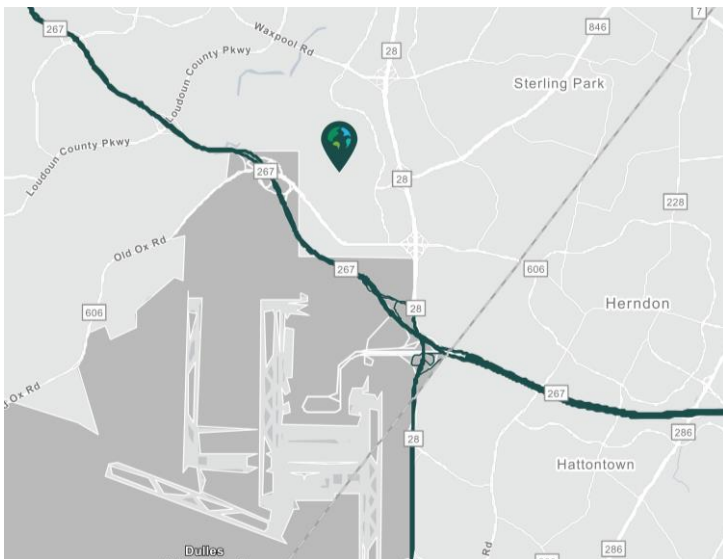 7
267
Waxpool Rd
28
846
Loudoun County Pkwy
Sterling Park
Loudoun County Pkwy
267
28
228
Old Ox Rd
267
606
606
28
Herndon
Ox Rd
267
28
286
Hattontown
Rd
286
Dulles